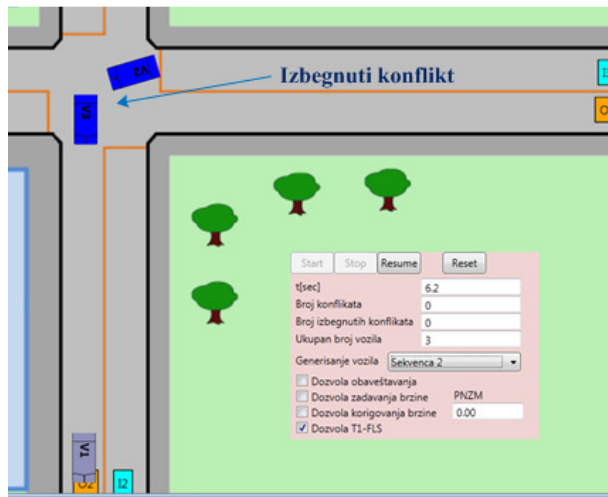 V2
Izbegnuti konflikt
V3
O
Start Stop Resume Reset
t[sec] 6.2
Broj konflikata 0
Broj izbegnutih konflikata 0
Ukupan broj vozila 3
Generisanje vozila Sekvenca 2
Dozvola obaveštavanja
Dozvola zadavanja brzine PNZM
Dozvola korigovanja brzine 0.00
Dozvola T1-FLS
V1
O2 I2